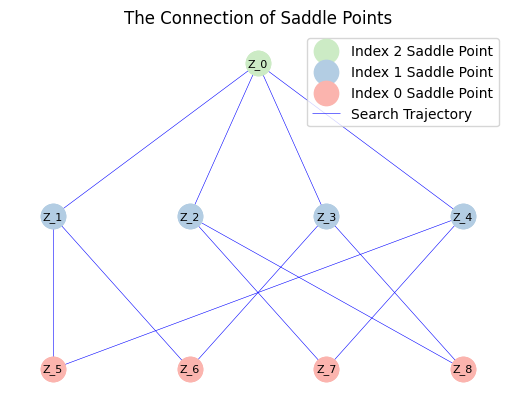 The Connection of Saddle Points
Z_0
Index 2 Saddle Point
Index 1 Saddle Point
Index 0 Saddle Point
Search Trajectory
Z_1
Z_2
Z_3
Z_4
Z_5
Z_6
Z_7
Z_8